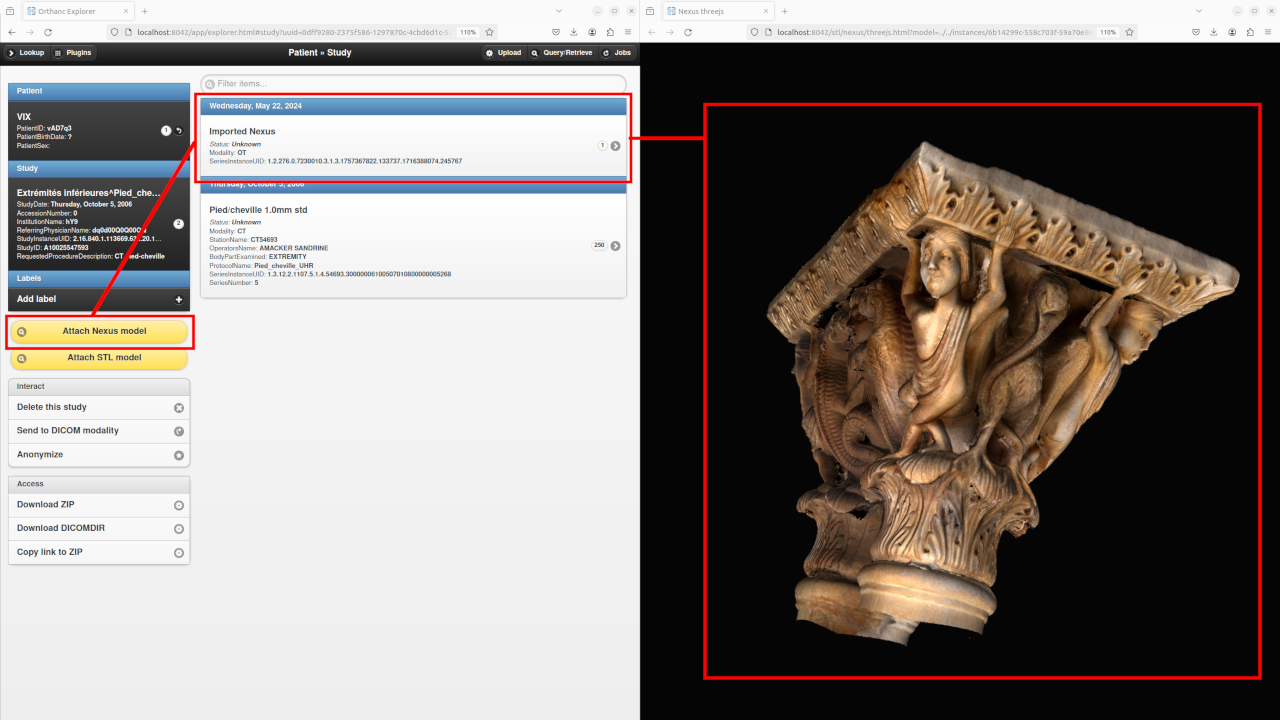 Orthanc Explorer
localhost:8042/app/explorer.html#study?uuid=0dff9280-2375f586-1297870c-4cbd6d1c-5
110%
Lookup
Plugins
Patient » Study
Upload
Query/Retrieve
Jobs
Patient
VIX
PatientID: vAD7q3
PatientBirthDate: ?
PatientSex:
1
Study
Extrémités inférieures^Pied_che...
StudyDate: Thursday, October 5, 2006
AccessionNumber: 0
InstitutionName: hY9
ReferringPhysicianName:
StudyInstanceUID: 2.16.840.1.113669.63
StudyID: A10025547593
RequestedProcedureDescription: CT pied-cheville
2
Labels
Add label
Attach Nexus model
Attach STL model
Interact
Delete this study
Send to DICOM modality
Anonymize
Access
Download ZIP
Download DICOMDIR
Copy link to ZIP
Filter items...
Wednesday, May 22, 2024
Imported Nexus
Status: Unknown
Modality: OT
SeriesInstanceUID: 1.2.276.0.7230010.3.1.3.1757367822.133737.1716388074.245767
1
Thursday, October 5, 2006
Pied/cheville 1.0mm std
Status: Unknown
Modality: CT
StationName: CT54693
OperatorsName: AMACKER SANDRINE
BodyPartExamined: EXTREMITY
ProtocolName: Pied_cheville_UHR
SeriesInstanceUID: 1.3.12.2.1107.5.1.4.54693.30000006100507010800000005268
SeriesNumber: 5
250
Nexus threejs
localhost:8042/stl/nexus/threejs.html?model=../../instances/6b14299c-558c703f-59a70e8
110%